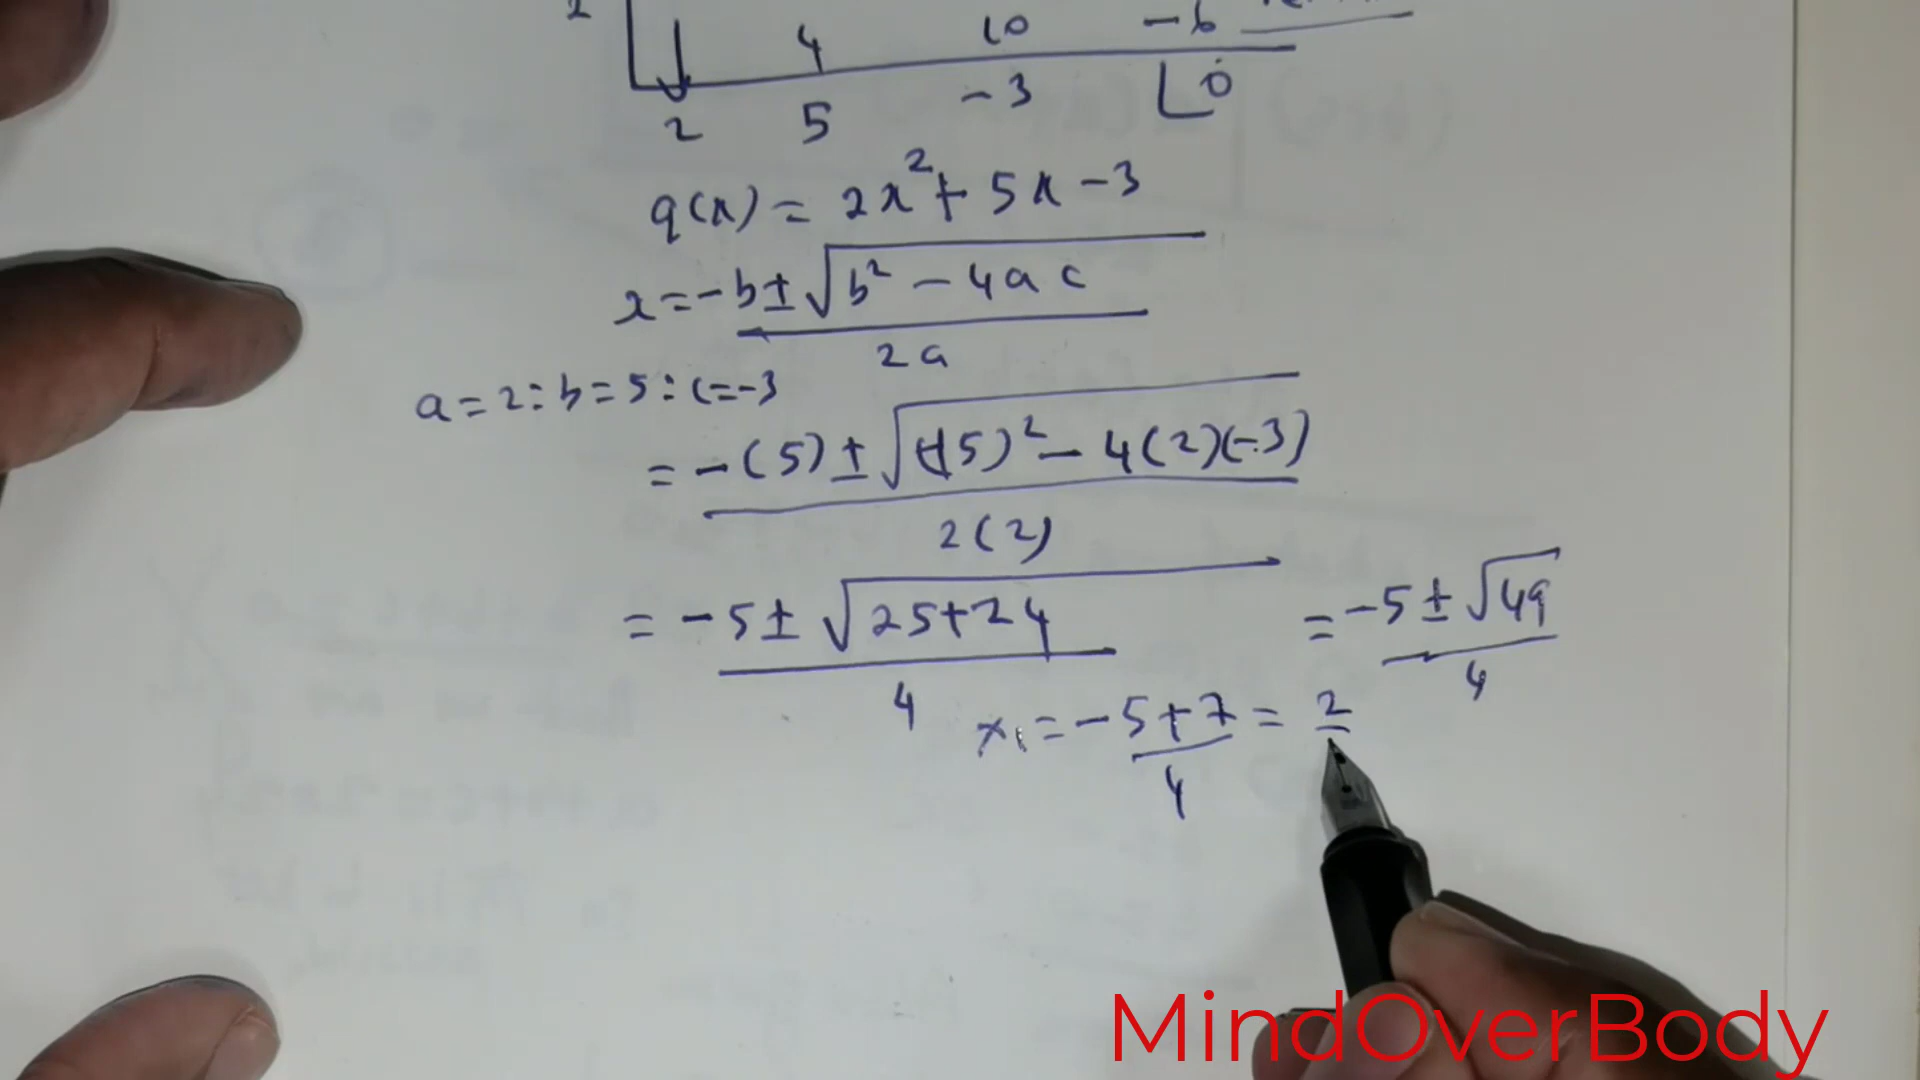 2 4 10 -6
2 5 -3 0
q(x) = 2x² + 5x - 3
x = -b ± √b² - 4ac
2a
a = 2 : b = 5 : c = -3
= -(5) ± √(+5)² - 4(2)(-3)
2(2)
= -5 ± √25+24 = -5 ± √49
4 4
x₁ = -5+7 = 2
4
MindOverBody